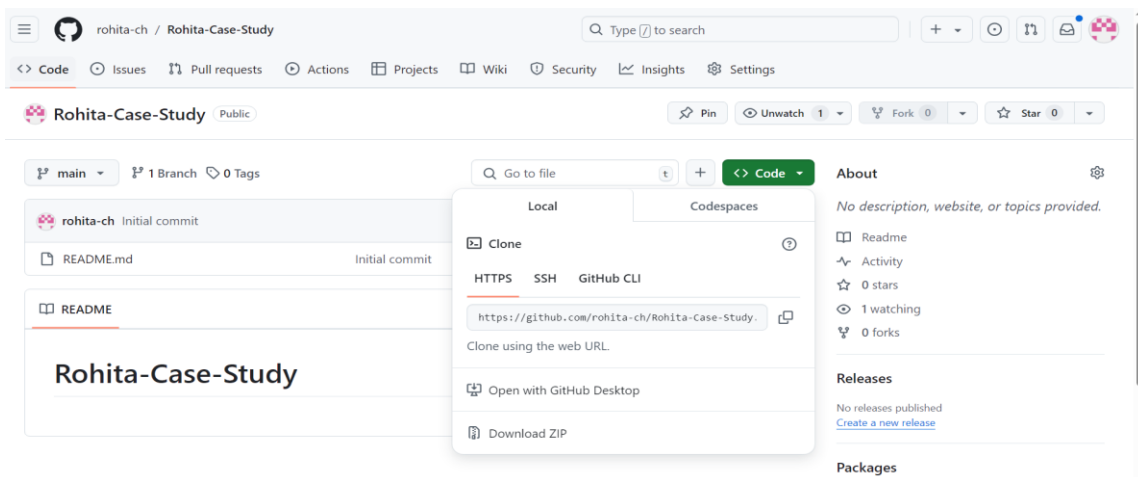 rohita-ch / Rohita-Case-Study
Type / to search
<> Code Issues Pull requests Actions Projects Wiki Security Insights Settings
Rohita-Case-Study Public
Pin Unwatch 1 Fork 0 Star 0
main 1 Branch 0 Tags
Go to file t + <> Code
rohita-ch Initial commit
README.md Initial commit
README
Rohita-Case-Study
Local Codespaces
Clone
HTTPS SSH GitHub CLI
https://github.com/rohita-ch/Rohita-Case-Study.
Clone using the web URL.
Open with GitHub Desktop
Download ZIP
About
No description, website, or topics provided.
Readme
Activity
0 stars
1 watching
0 forks
Releases
No releases published
Create a new release
Packages